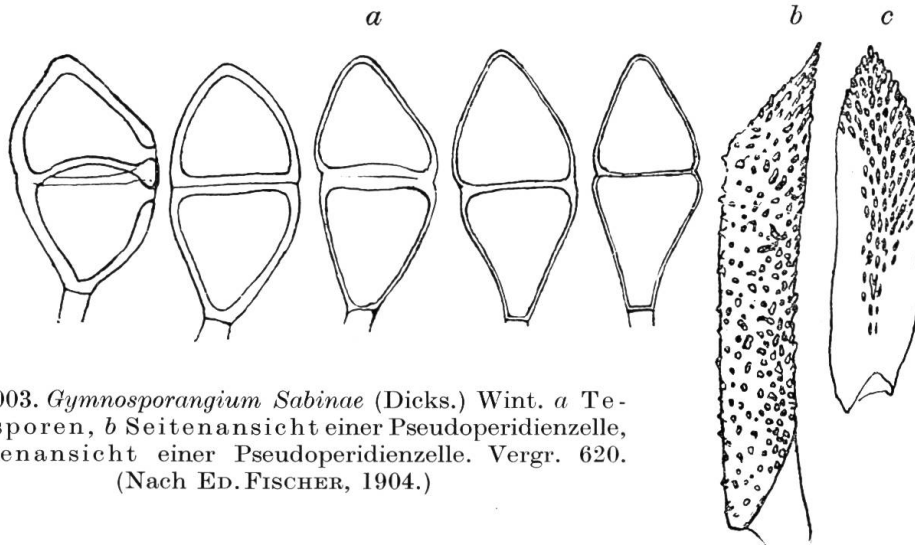 a b c
003. Gymnosporangium Sabinae (Dicks.) Wint. a Te-
sporen, b Seitenansicht einer Pseudoperidienzelle,
enansicht einer Pseudoperidienzelle. Vergr. 620.
(Nach ED. FISCHER, 1904.)